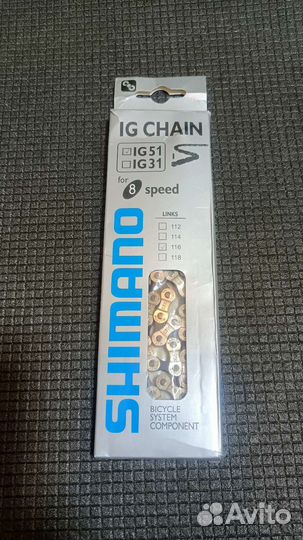 IG CHAIN
IG51
IG31
for 8 speed
LINKS
112
114
116
118
SHIMANO
BICYCLE
SYSTEM
COMPONENT
Avito